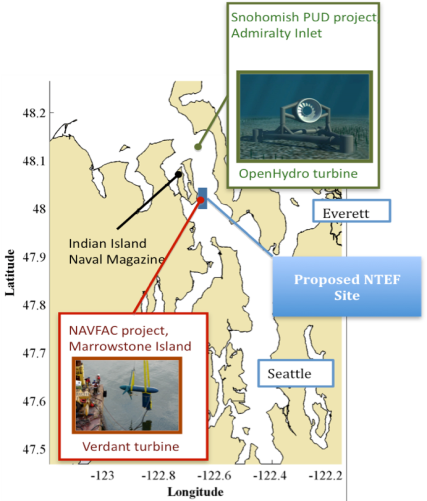 Snohomish PUD project
Admiralty Inlet
OpenHydro turbine
48.2
48.1
48
47.9
47.8
47.7
47.6
47.5
Latitude
Everett
Indian Island
Naval Magazine
Proposed NTEF
Site
NAVFAC project,
Marrowstone Island
Verdant turbine
Seattle
-123
-122.8
-122.6
-122.4
-122.2
Longitude